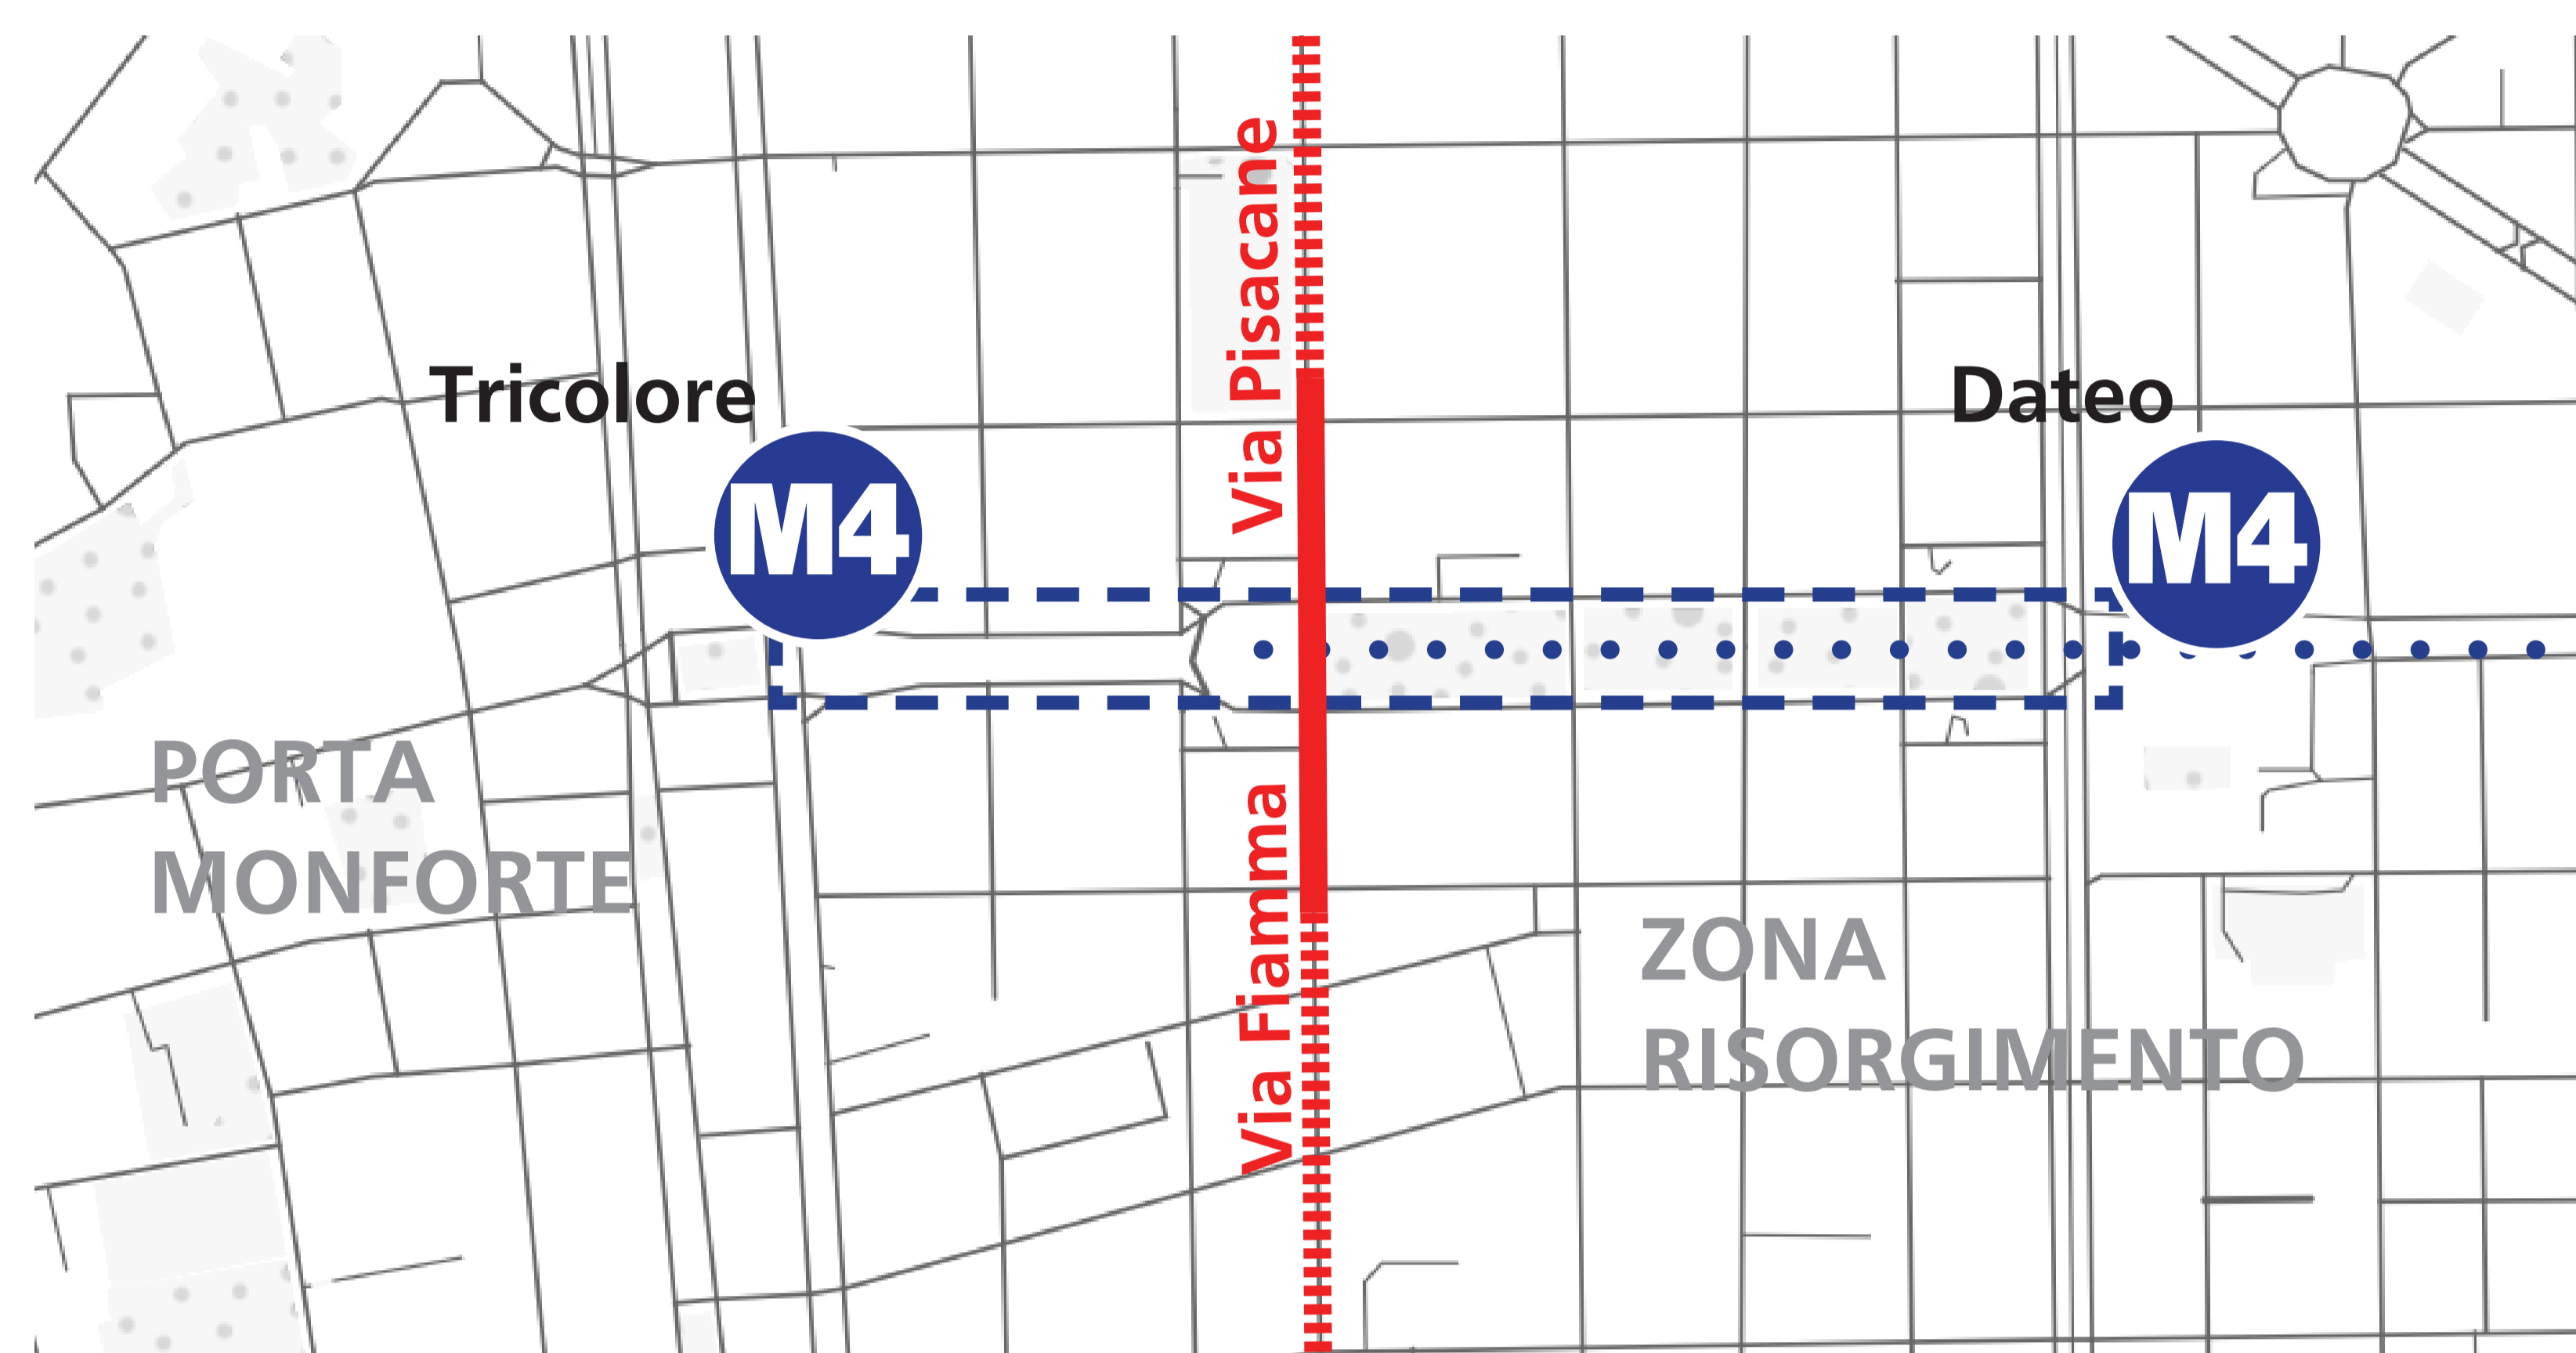 Via Pisacane
Tricolore
Dateo
M4
M4
PORTA
MONFORTE
Via Fiamma
ZONA
RISORGIMENTO